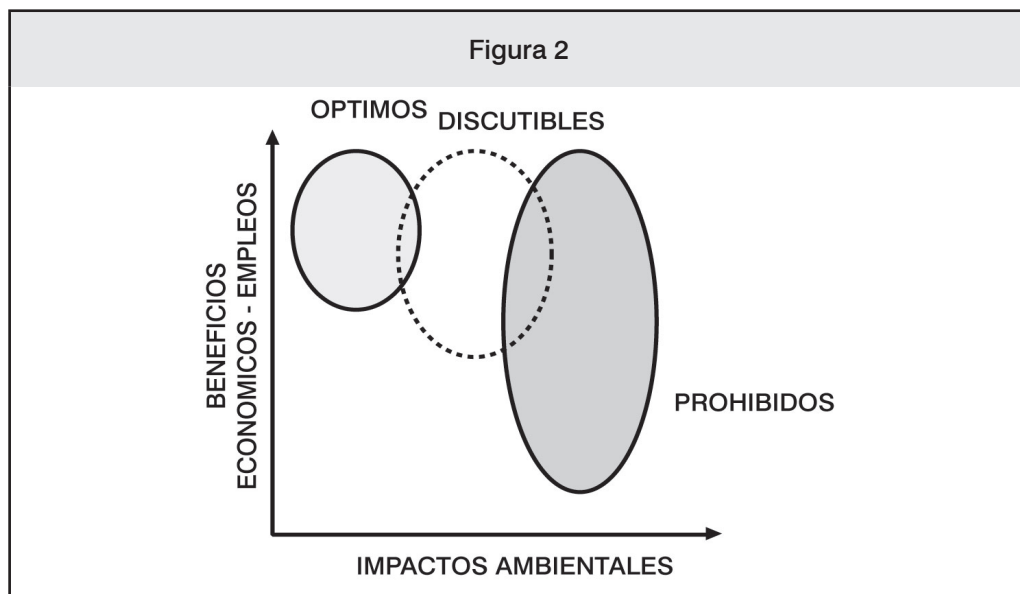 Figura 2
OPTIMOS
DISCUTIBLES
BENEFICIOS
ECONOMICOS - EMPLEOS
PROHIBIDOS
IMPACTOS AMBIENTALES